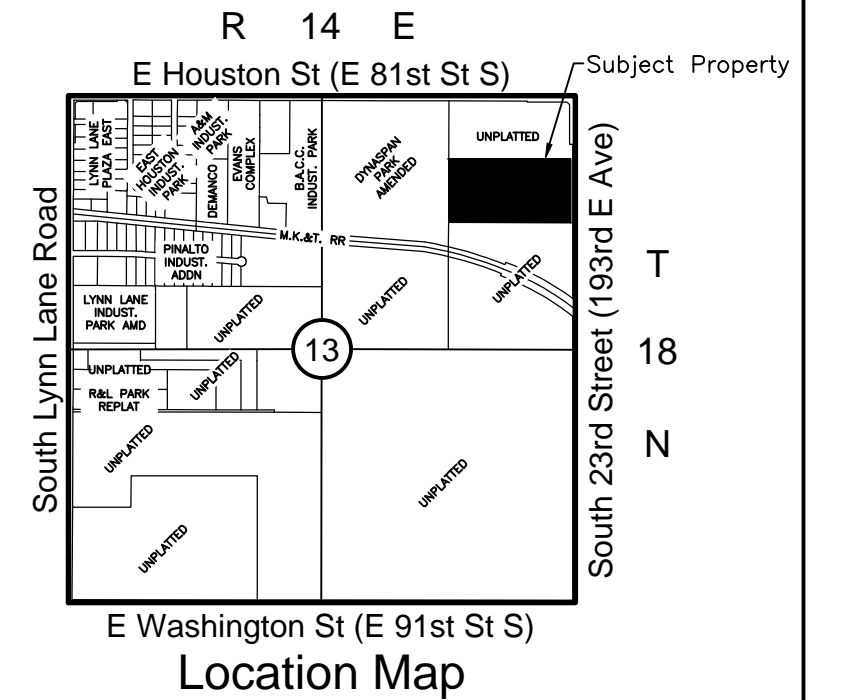 R 14 E
E Houston St (E 81st St S)
Subject Property
South Lynn Lane Road
LYNN LANE
PLAZA EAST
EAST
HOUSTON
INDUST.
PARK
A&M
INDUST.
PARK
DEMANCO
EVANS
COMPLEX
B.A.C.C.
INDUST. PARK
DYNASPAN
PARK
AMENDED
UNPLATTED
M.K.&T. RR
PINALTO
INDUST.
ADDN
LYNN LANE
INDUST.
PARK AMD
UNPLATTED
UNPLATTED
UNPLATTED
13
UNPLATTED
R&L PARK
REPLAT
UNPLATTED
UNPLATTED
UNPLATTED
UNPLATTED
South 23rd Street (193rd E Ave)
T
18
N
E Washington St (E 91st St S)
Location Map